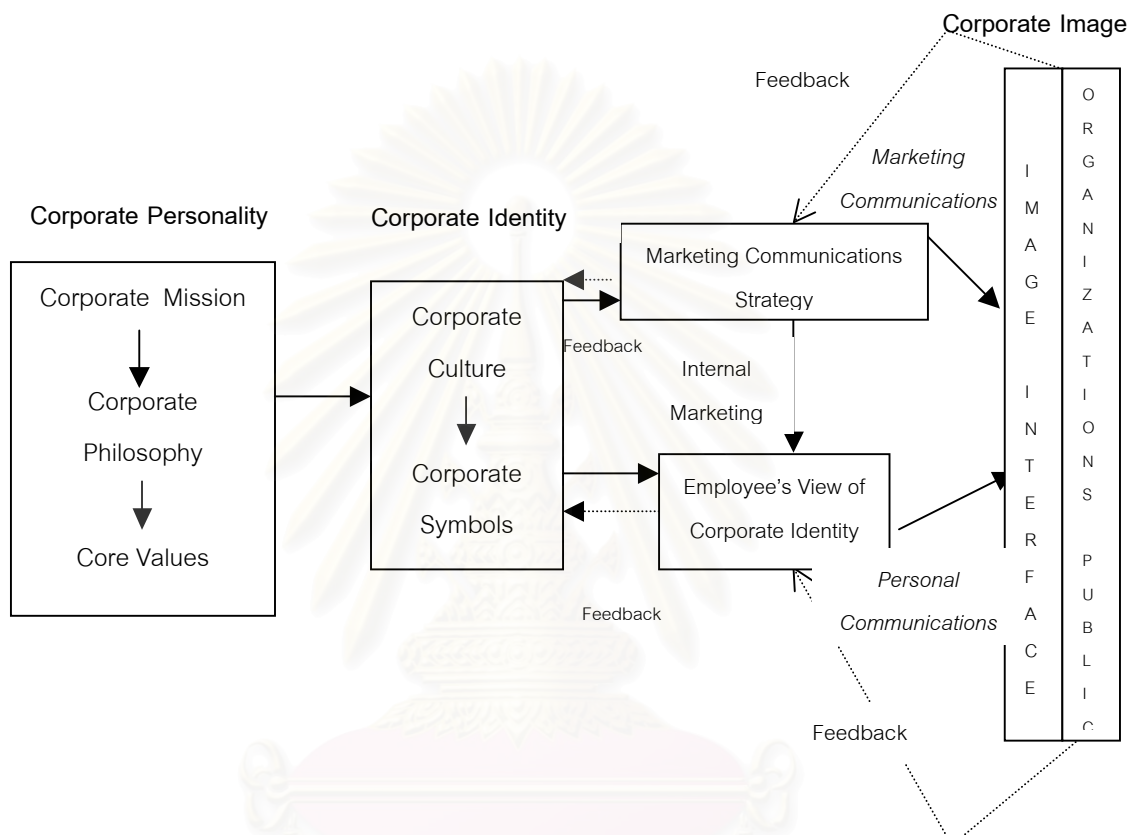 Corporate Image
Feedback
Marketing
Communications
Corporate Personality
Corporate Identity
Corporate Mission
Corporate
Philosophy
Core Values
Corporate
Culture
Corporate
Symbols
Marketing Communications
Strategy
Feedback
Internal
Marketing
Employee's View of
Corporate Identity
Feedback
Personal
Communications
Feedback
IMAGE INTERFACE
ORGANIZATIONS PUBLIC